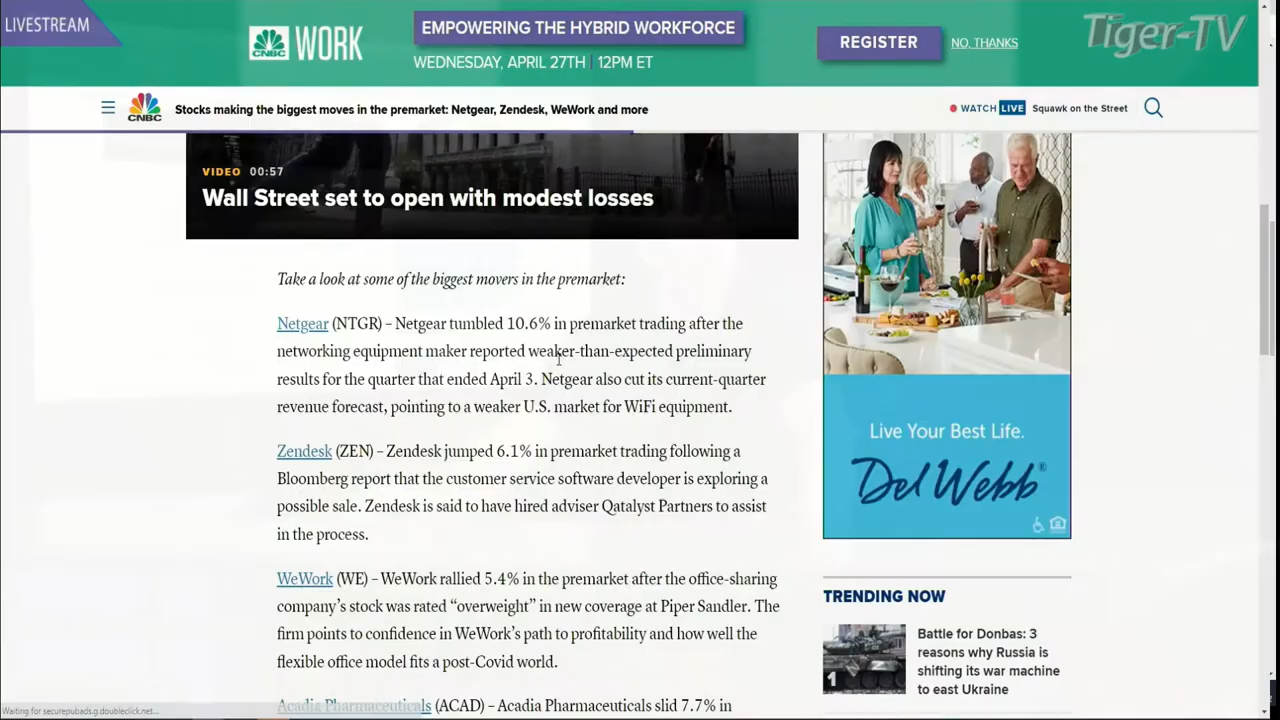 LIVESTREAM
CNBC WORK
EMPOWERING THE HYBRID WORKFORCE
WEDNESDAY, APRIL 27TH | 12PM ET
REGISTER
NO, THANKS
Tiger-TV
CNBC
Stocks making the biggest moves in the premarket: Netgear, Zendesk, WeWork and more
WATCH LIVE Squawk on the Street
VIDEO 00:57
Wall Street set to open with modest losses
Take a look at some of the biggest movers in the premarket:
Netgear (NTGR) – Netgear tumbled 10.6% in premarket trading after the
networking equipment maker reported weaker-than-expected preliminary
results for the quarter that ended April 3. Netgear also cut its current-quarter
revenue forecast, pointing to a weaker U.S. market for WiFi equipment.
Zendesk (ZEN) – Zendesk jumped 6.1% in premarket trading following a
Bloomberg report that the customer service software developer is exploring a
possible sale. Zendesk is said to have hired adviser Qatalyst Partners to assist
in the process.
WeWork (WE) – WeWork rallied 5.4% in the premarket after the office-sharing
company's stock was rated “overweight” in new coverage at Piper Sandler. The
firm points to confidence in WeWork's path to profitability and how well the
flexible office model fits a post-Covid world.
Acadia Pharmaceuticals (ACAD) – Acadia Pharmaceuticals slid 7.7% in
Live Your Best Life.
Del Webb®
TRENDING NOW
1
Battle for Donbas: 3
reasons why Russia is
shifting its war machine
to east Ukraine
Waiting for securepubads.g.doubleclick.net...